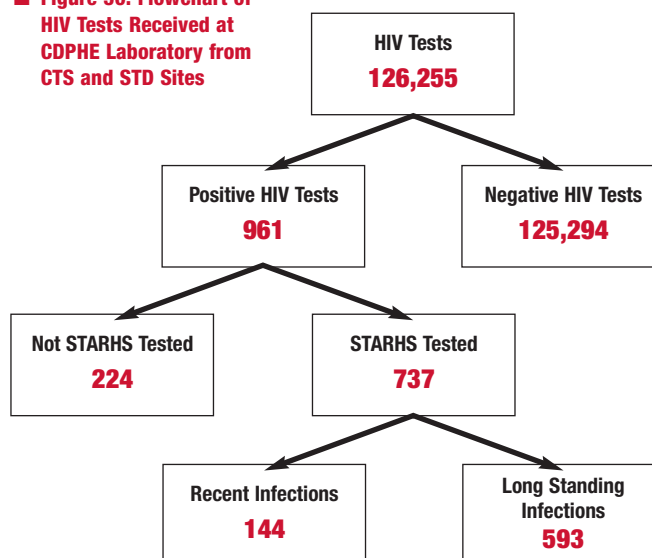 HIV Tests Received at
CDPHE Laboratory from
CTS and STD Sites
HIV Tests
126,255
Positive HIV Tests
961
Negative HIV Tests
125,294
Not STARHS Tested
224
STARHS Tested
737
Recent Infections
144
Long Standing
Infections
593